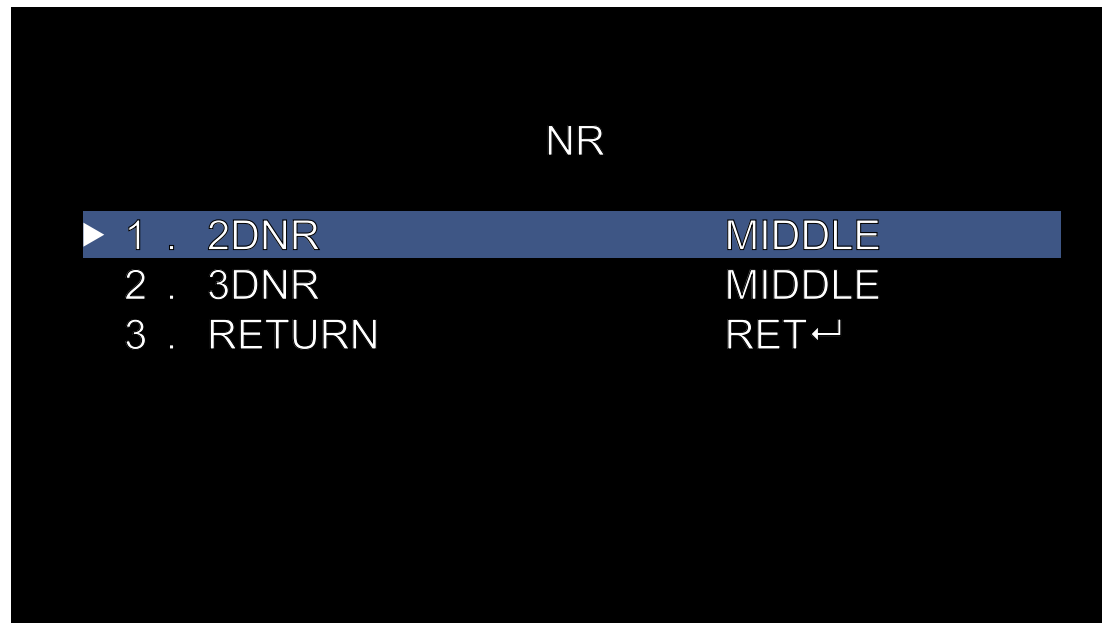 NR
1 . 2DNR MIDDLE
2 . 3DNR MIDDLE
3 . RETURN RET↵